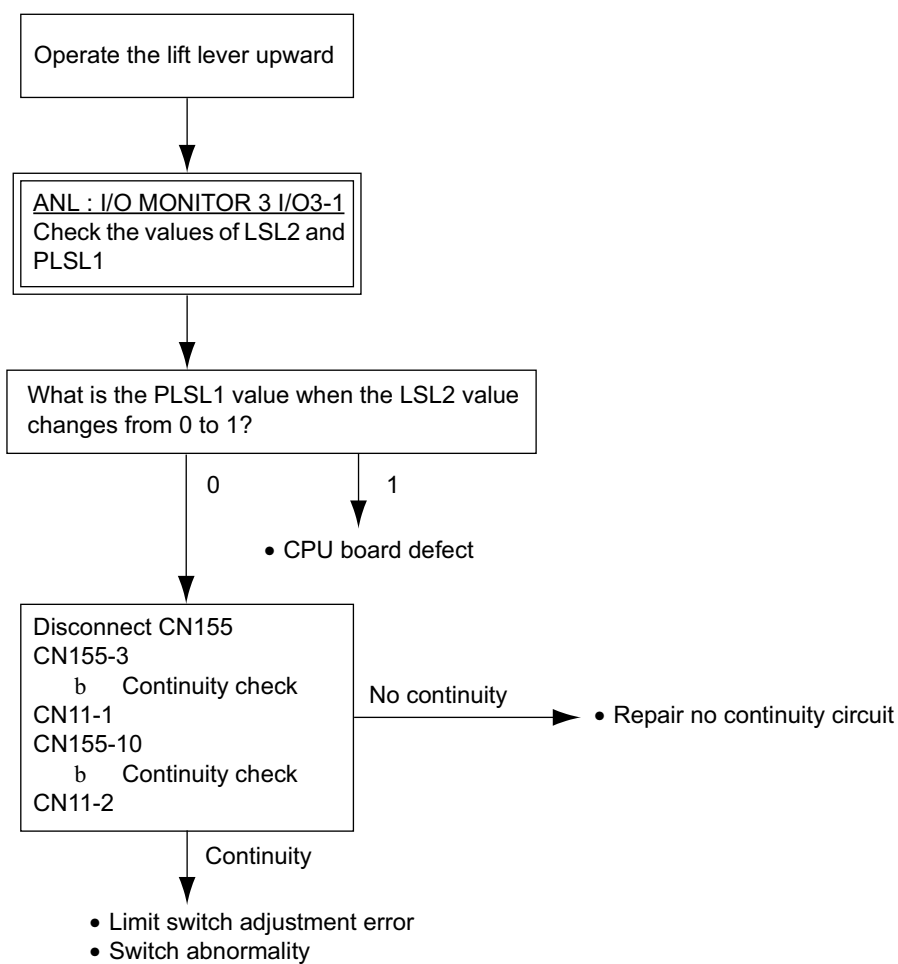 Operate the lift lever upward
ANL : I/O MONITOR 3 I/O3-1
Check the values of LSL2 and
PLSL1
What is the PLSL1 value when the LSL2 value
changes from 0 to 1?
0
1
• CPU board defect
Disconnect CN155
CN155-3
b Continuity check
CN11-1
CN155-10
b Continuity check
CN11-2
No continuity
• Repair no continuity circuit
Continuity
• Limit switch adjustment error
• Switch abnormality